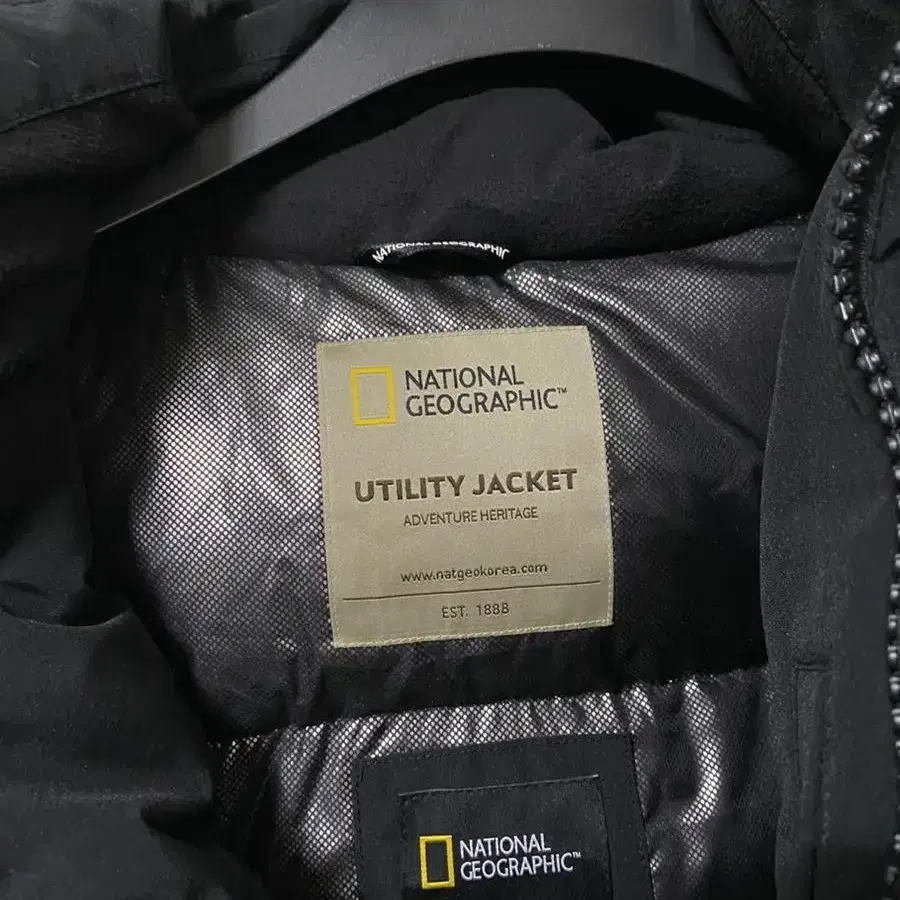 NATIONAL GEOGRAPHIC
NATIONAL
GEOGRAPHIC™
UTILITY JACKET
ADVENTURE HERITAGE
www.natgeokorea.com
EST. 1888
NATIONAL
GEOGRAPHIC™